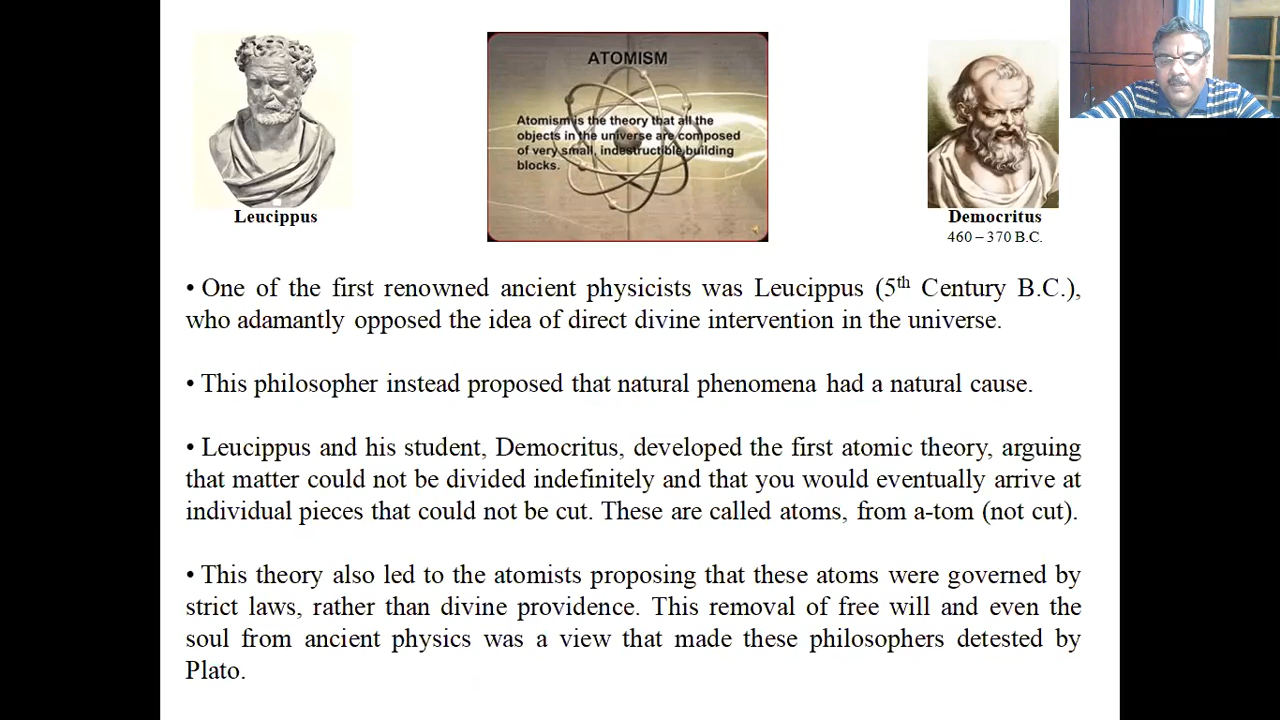 ATOMISM
Atomism is the theory that all the
objects in the universe are composed
of very small, indestructible building
blocks.
Leucippus
Democritus
460 – 370 B.C.
• One of the first renowned ancient physicists was Leucippus (5th Century B.C.),
who adamantly opposed the idea of direct divine intervention in the universe.
• This philosopher instead proposed that natural phenomena had a natural cause.
• Leucippus and his student, Democritus, developed the first atomic theory, arguing
that matter could not be divided indefinitely and that you would eventually arrive at
individual pieces that could not be cut. These are called atoms, from a-tom (not cut).
• This theory also led to the atomists proposing that these atoms were governed by
strict laws, rather than divine providence. This removal of free will and even the
soul from ancient physics was a view that made these philosophers detested by
Plato.